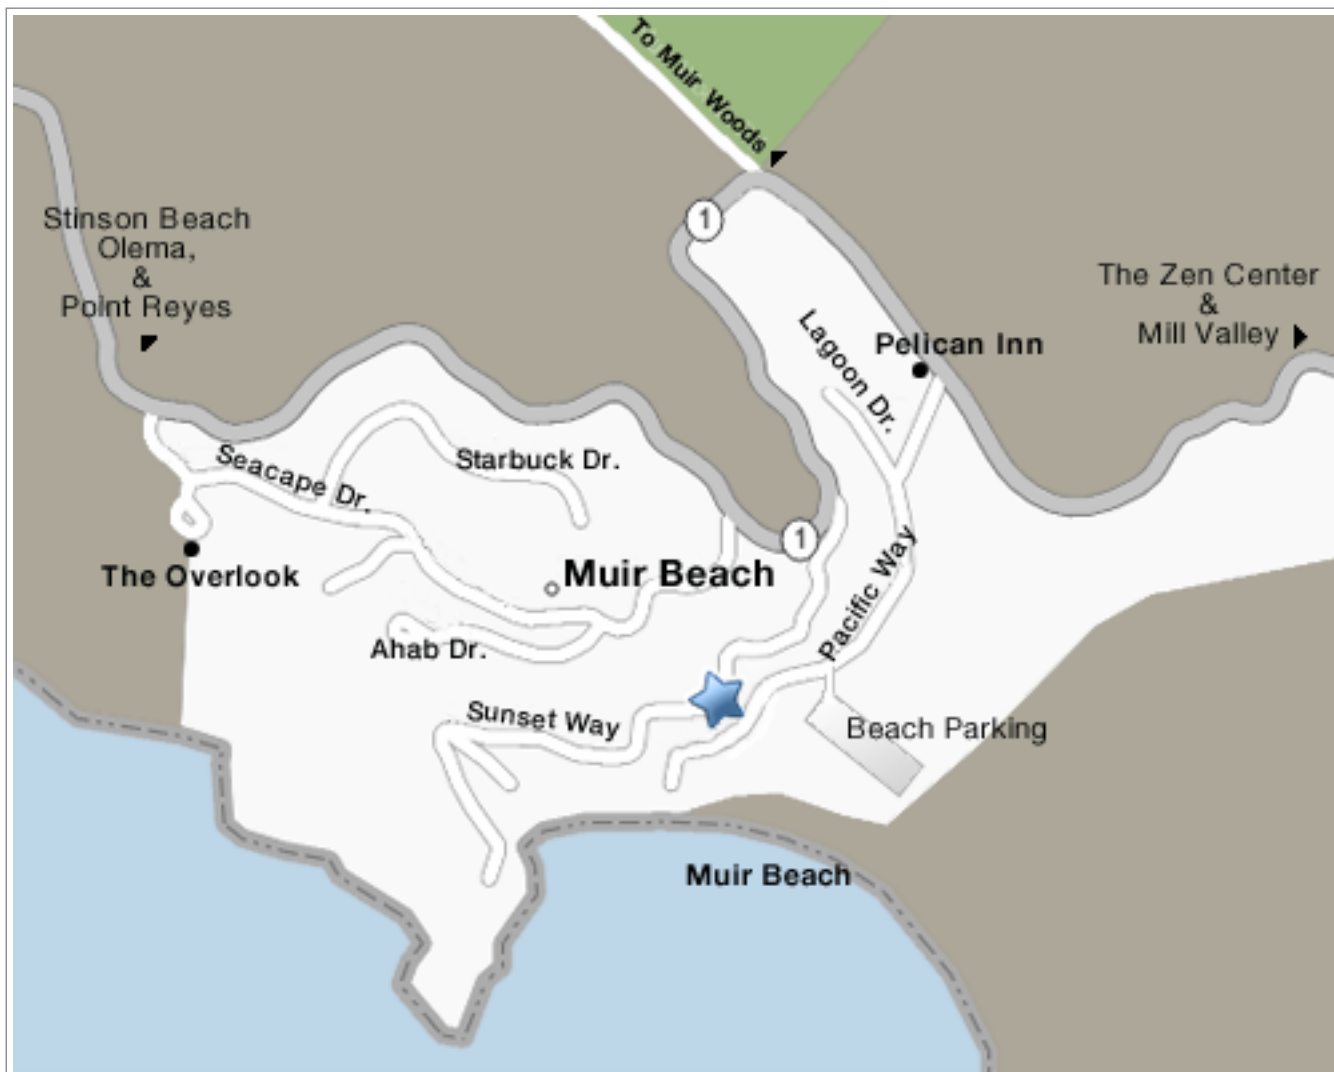 To Muir Woods
1
Stinson Beach
Olema,
&
Point Reyes
The Zen Center
&
Mill Valley
Lagoon Dr.
Pelican Inn
Seacape Dr.
Starbuck Dr.
1
The Overlook
Muir Beach
Pacific Way
Ahab Dr.
Sunset Way
Beach Parking
Muir Beach